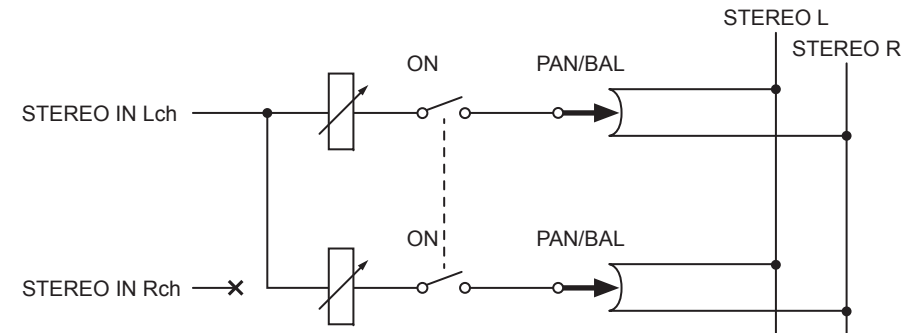 STEREO L
STEREO R
ON
PAN/BAL
STEREO IN Lch
ON
PAN/BAL
STEREO IN Rch